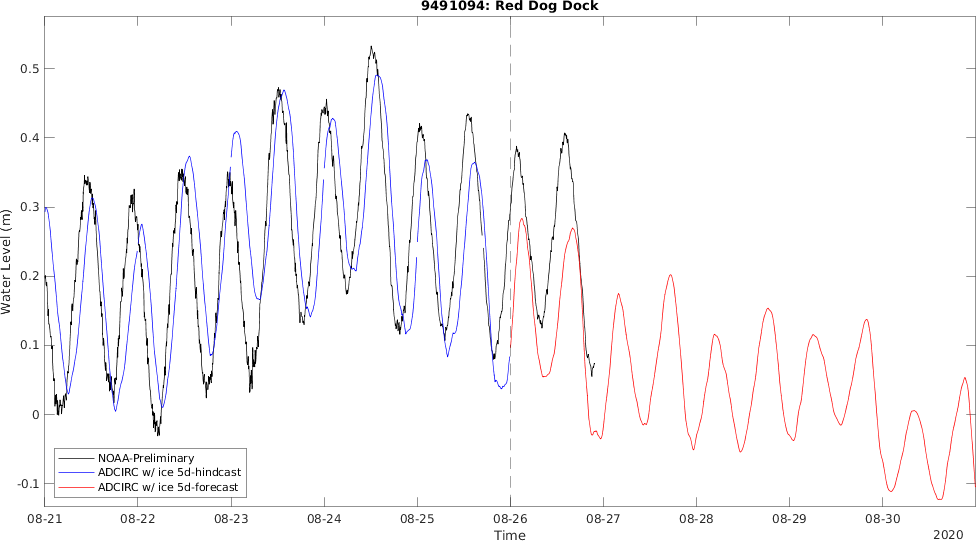 9491094: Red Dog Dock
Water Level (m)
0.5
0.4
0.3
0.2
0.1
0
-0.1
NOAA-Preliminary
ADCIRC w/ ice 5d-hindcast
ADCIRC w/ ice 5d-forecast
08-21 08-22 08-23 08-24 08-25 08-26 08-27 08-28 08-29 08-30
Time
2020